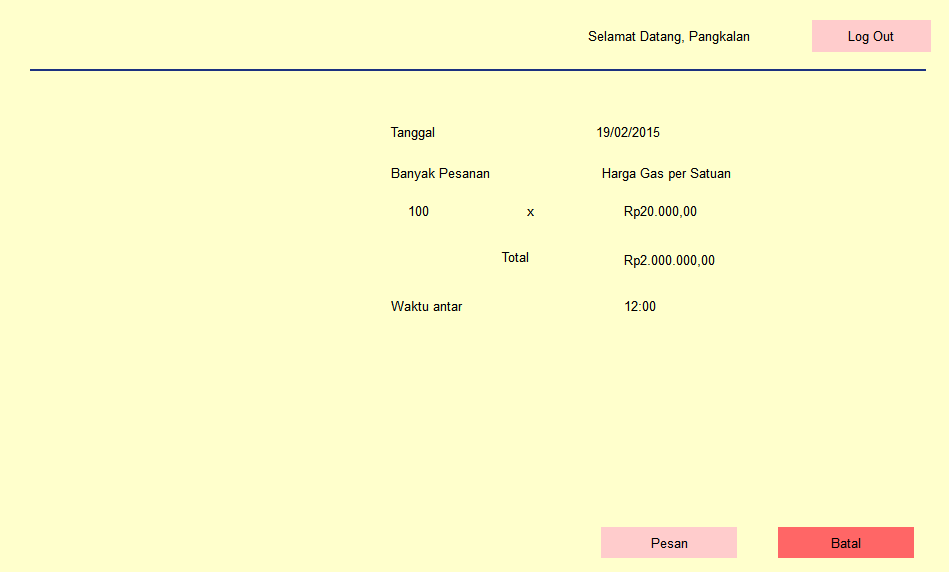 Selamat Datang, Pangkalan
Log Out
Tanggal 19/02/2015
Banyak Pesanan Harga Gas per Satuan
100 x Rp20.000,00
Total Rp2.000.000,00
Waktu antar 12:00
Pesan Batal